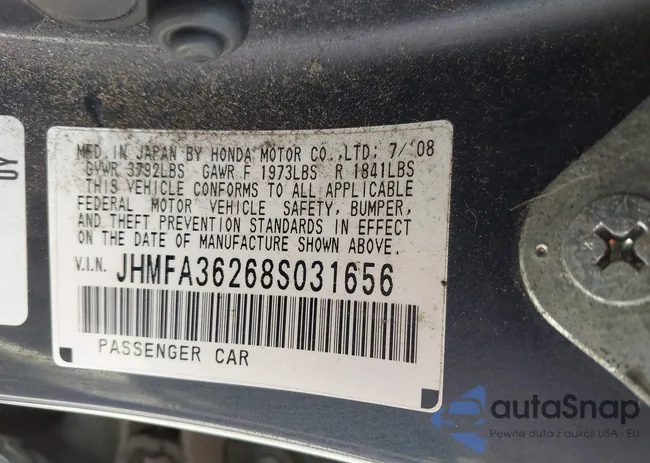 MFD. IN JAPAN BY HONDA MOTOR CO.,LTD; 7/'08
GVWR 3792LBS GAWR F 1973LBS R 1841LBS
THIS VEHICLE CONFORMS TO ALL APPLICABLE
FEDERAL MOTOR VEHICLE SAFETY, BUMPER,
AND THEFT PREVENTION STANDARDS IN EFFECT
ON THE DATE OF MANUFACTURE SHOWN ABOVE.
V.I.N. JHMFA36268S031656
PASSENGER CAR
DY
autaSnap
Pewne auta z aukcji USA i EU